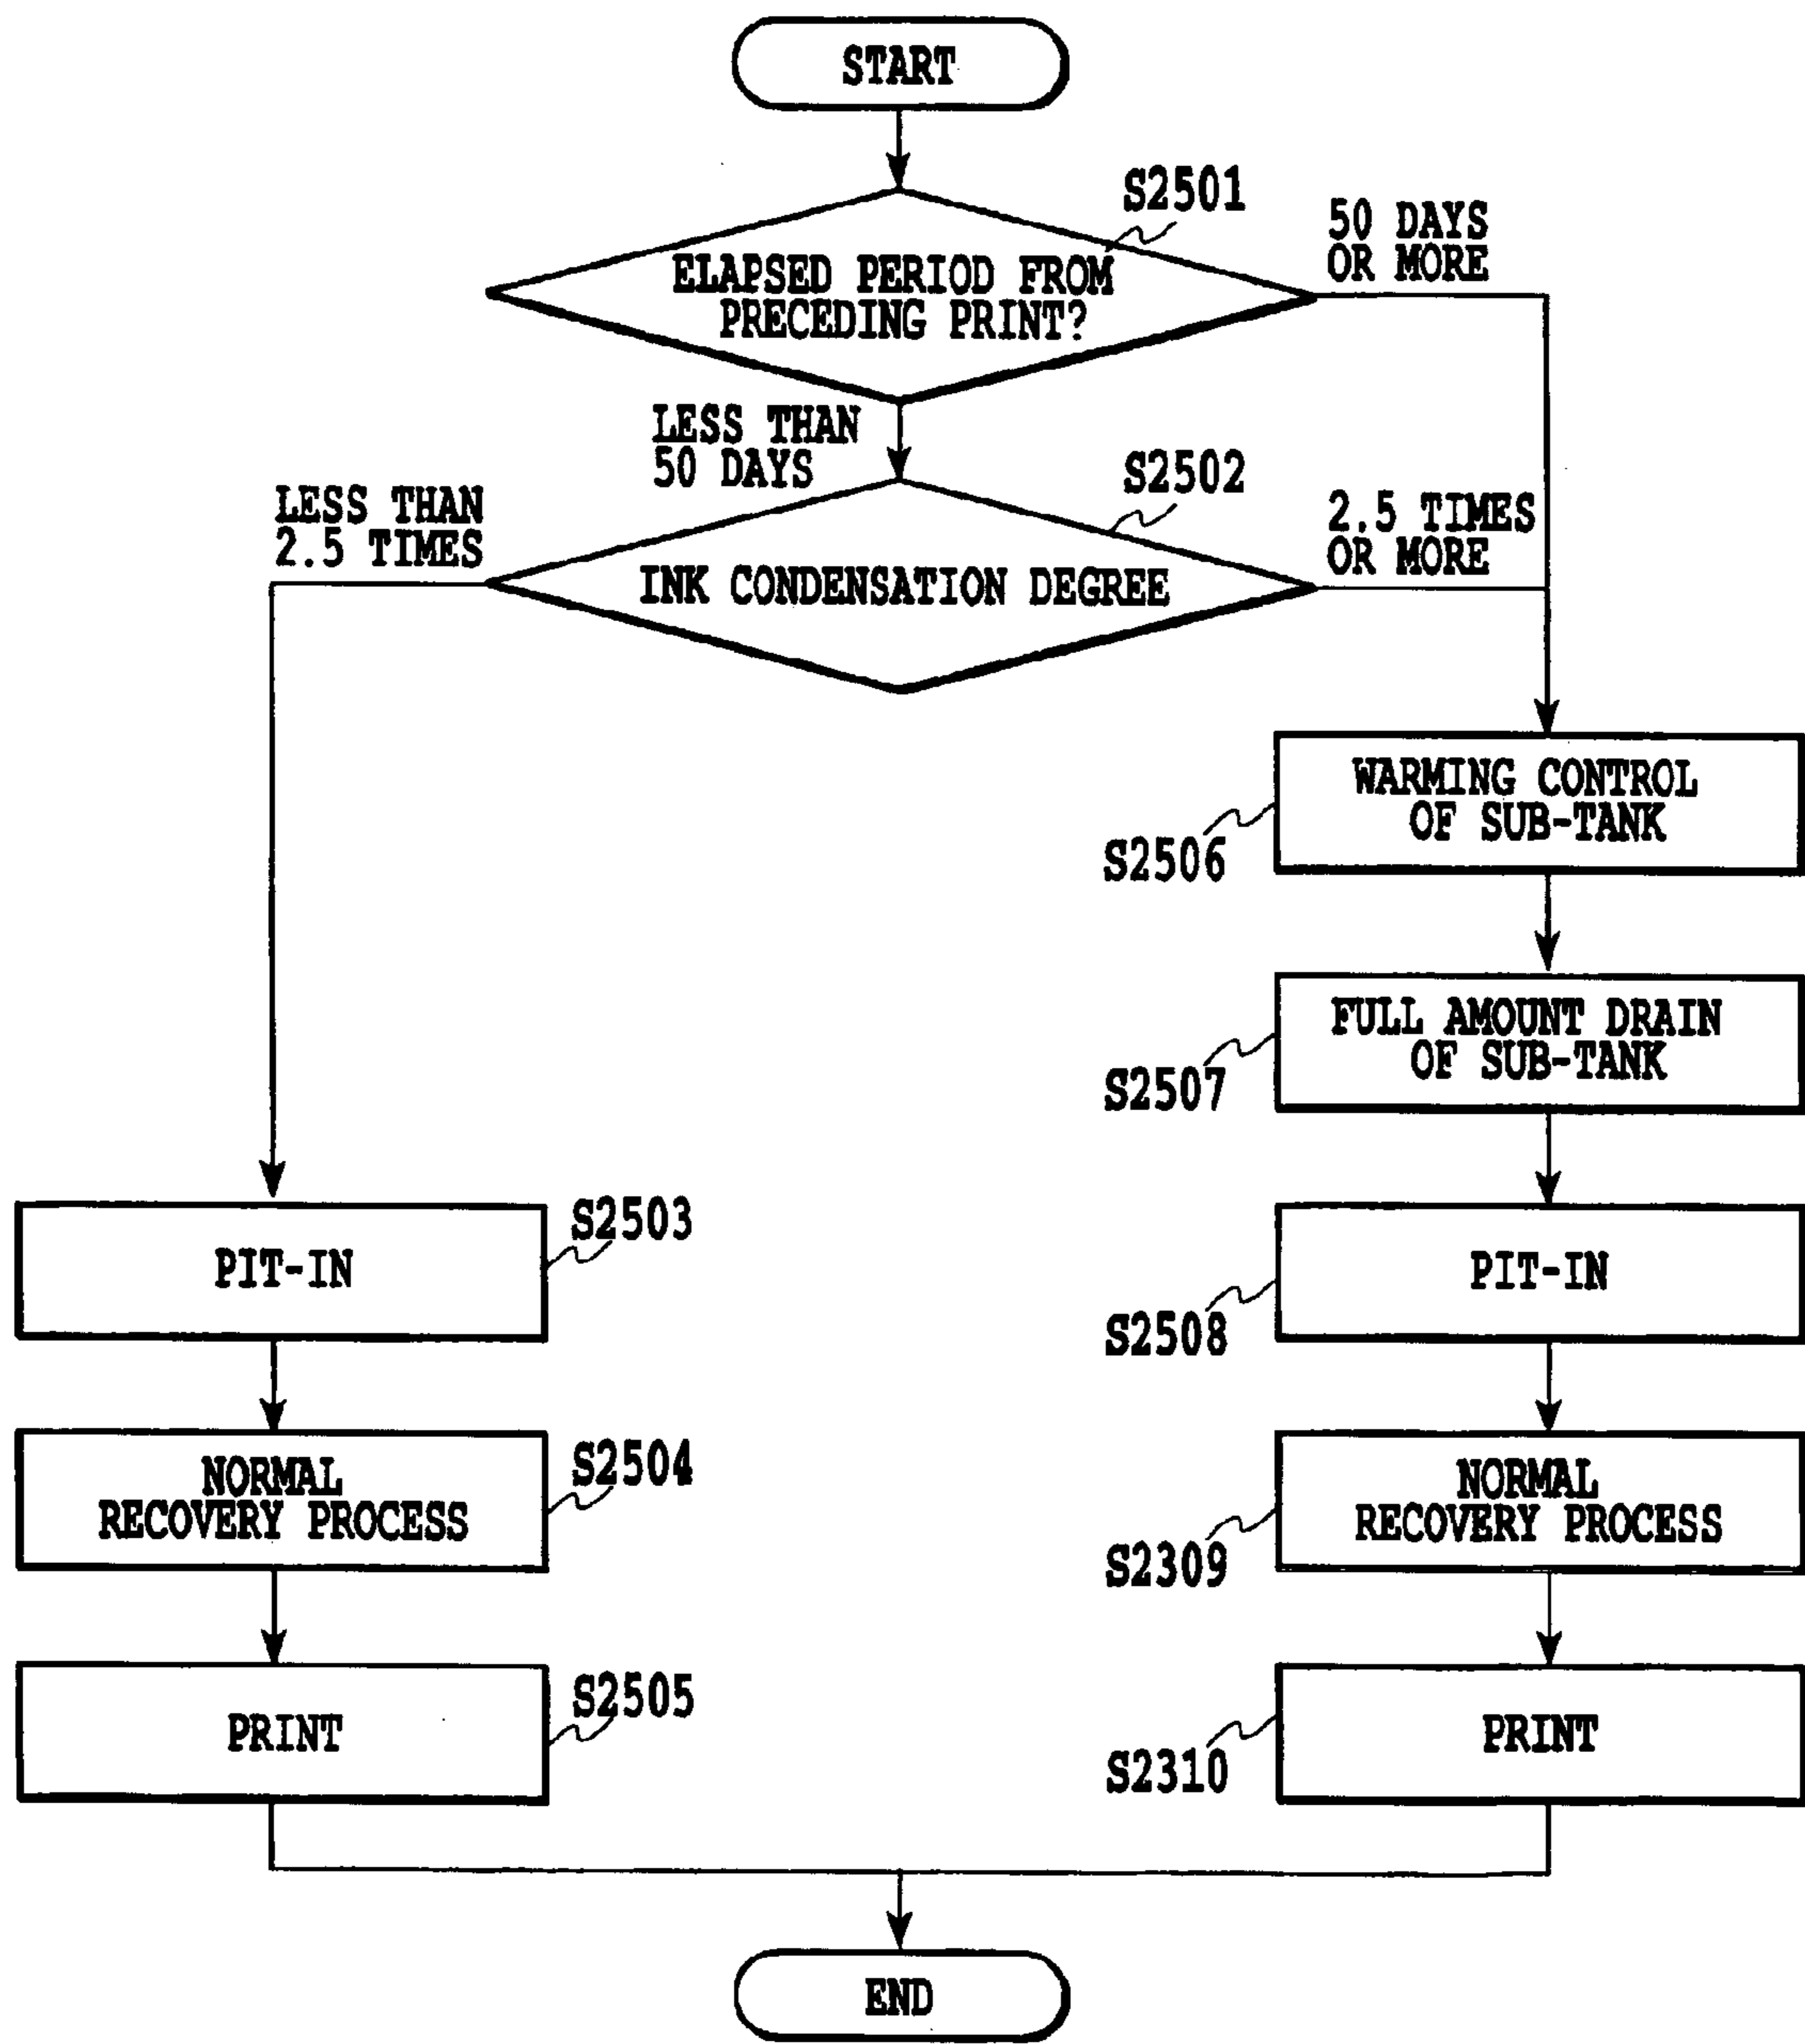 START
S2501
50 DAYS
OR MORE
ELAPSED PERIOD FROM
PRECEDING PRINT?
LESS THAN
50 DAYS
S2502
LESS THAN
2.5 TIMES
2.5 TIMES
OR MORE
INK CONDENSATION DEGREE
WARMING CONTROL
OF SUB-TANK
S2506
FULL AMOUNT DRAIN
OF SUB-TANK
S2507
S2503
PIT-IN
PIT-IN
S2508
S2504
NORMAL
RECOVERY PROCESS
NORMAL
RECOVERY PROCESS
S2309
S2505
PRINT
PRINT
S2310
END